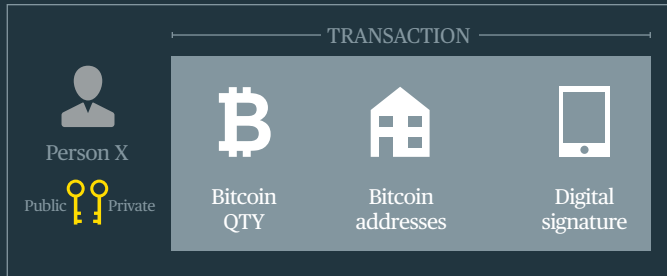 TRANSACTION
Person X
Public Private
Bitcoin
QTY
Bitcoin
addresses
Digital
signature